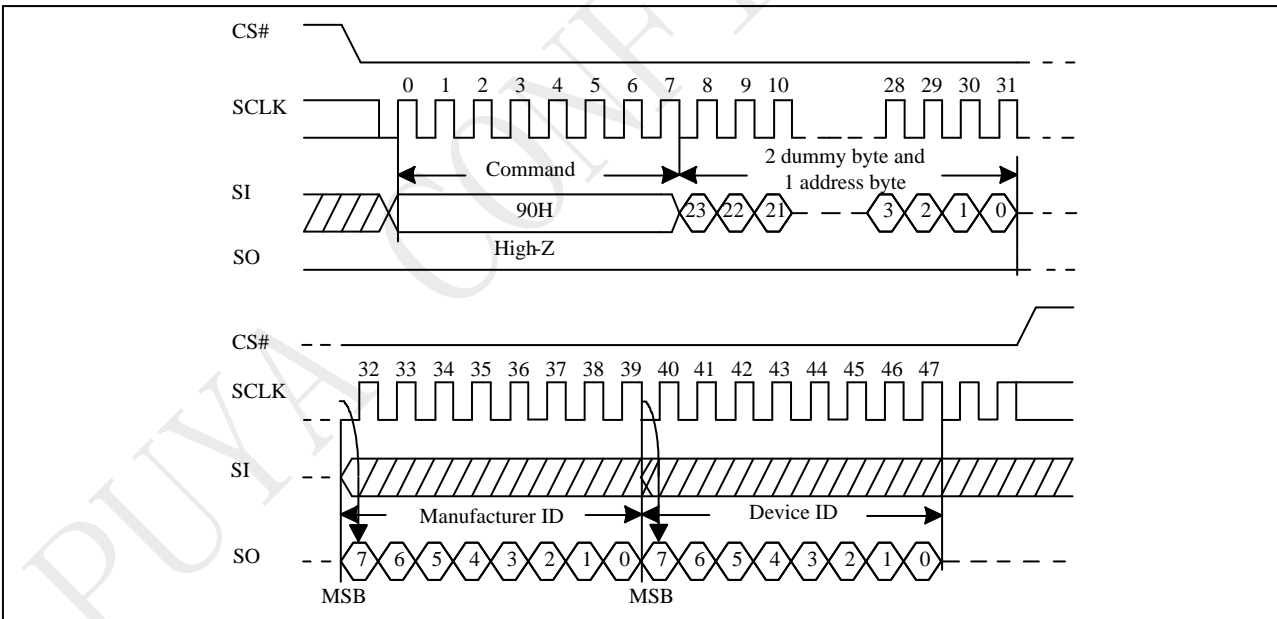 CS#
0 1 2 3 4 5 6 7 8 9 10 28 29 30 31
SCLK
Command
2 dummy byte and
1 address byte
SI
90H
23 22 21 3 2 1 0
High-Z
SO
CS#
32 33 34 35 36 37 38 39 40 41 42 43 44 45 46 47
SCLK
SI
Manufacturer ID
Device ID
SO
7 6 5 4 3 2 1 0 7 6 5 4 3 2 1 0
MSB
MSB
PUYA CONF